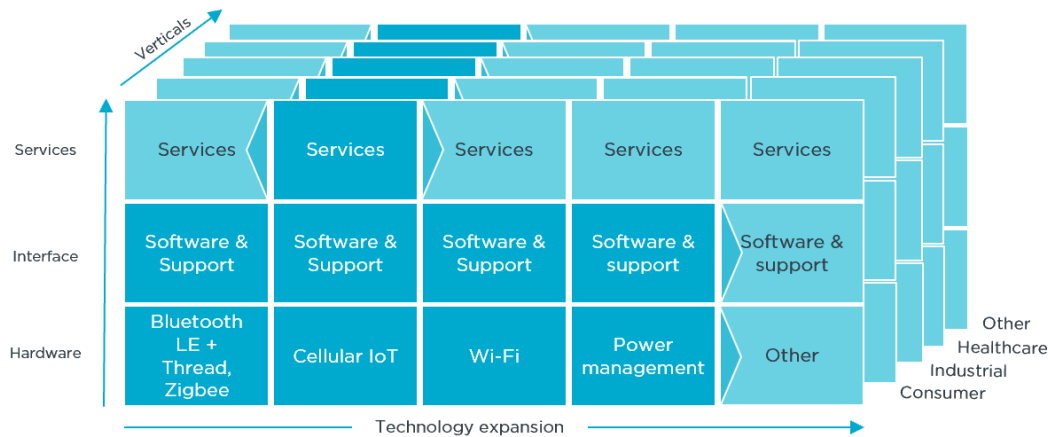 Verticals
Services
Services
Services
Services
Services
Services
Interface
Software &
Support
Software &
Support
Software &
Support
Software &
support
Software &
support
Hardware
Bluetooth
LE +
Thread,
Zigbee
Cellular IoT
Wi-Fi
Power
management
Other
Other
Healthcare
Industrial
Consumer
Technology expansion